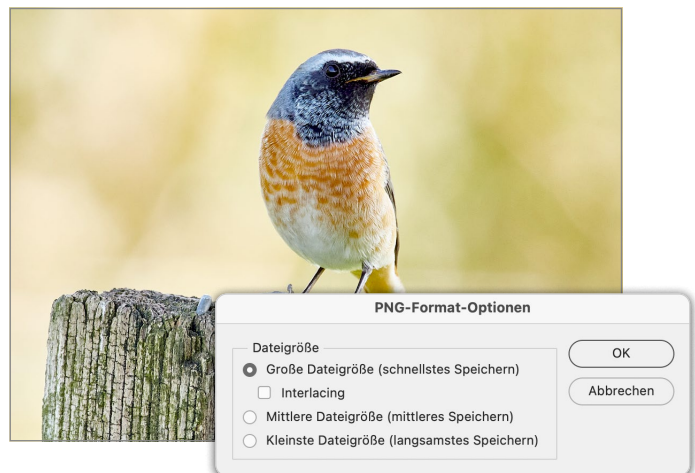 PNG-Format-Optionen
Dateigröße
Große Dateigröße (schnellstes Speichern)
Interlacing
Mittlere Dateigröße (mittleres Speichern)
Kleinste Dateigröße (langsamstes Speichern)
OK
Abbrechen